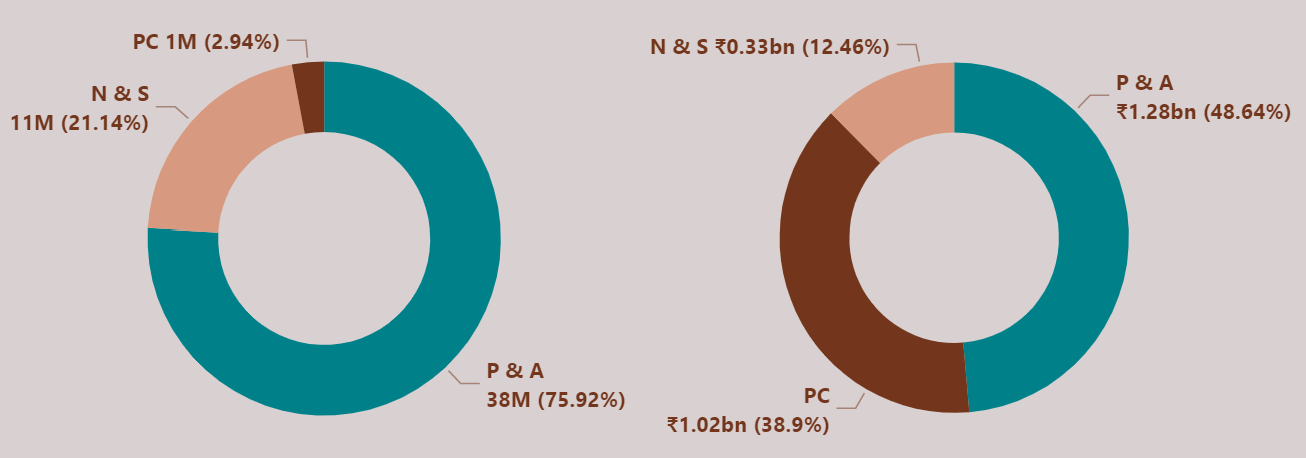 PC 1M (2.94%)
N & S
11M (21.14%)
P & A
38M (75.92%)
N & S ₹0.33bn (12.46%)
P & A
₹1.28bn (48.64%)
PC
₹1.02bn (38.9%)